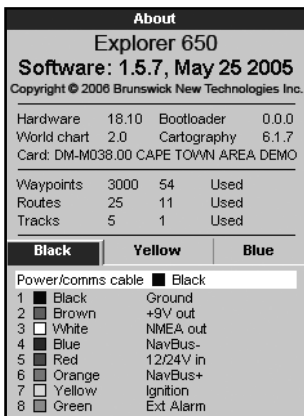 About
Explorer 650
Software: 1.5.7, May 25 2005
Copyright © 2006 Brunswick New Technologies Inc.
Hardware 18.10 Bootloader 0.0.0
World chart 2.0 Cartography 6.1.7
Card: DM-M038.00 CAPE TOWN AREA DEMO
Waypoints 3000 54 Used
Routes 25 11 Used
Tracks 5 1 Used
Black Yellow Blue
Power/comms cable Black
1 Black Ground
2 Brown +9V out
3 White NMEA out
4 Blue NavBus-
5 Red 12/24V in
6 Orange NavBus+
7 Yellow Ignition
8 Green Ext Alarm